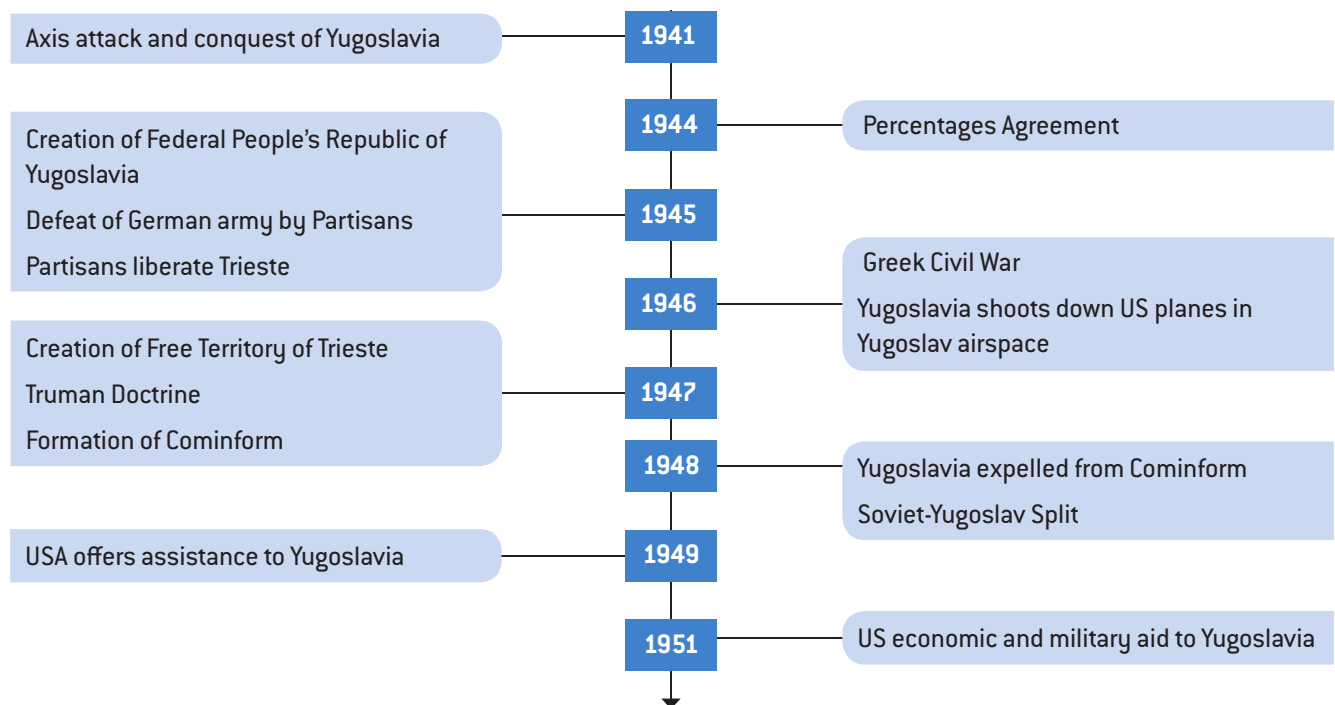 Axis attack and conquest of Yugoslavia
1941
1944
Percentages Agreement
Creation of Federal People's Republic of
Yugoslavia
Defeat of German army by Partisans
Partisans liberate Trieste
1945
1946
Greek Civil War
Yugoslavia shoots down US planes in
Yugoslav airspace
Creation of Free Territory of Trieste
Truman Doctrine
Formation of Cominform
1947
1948
Yugoslavia expelled from Cominform
Soviet-Yugoslav Split
USA offers assistance to Yugoslavia
1949
1951
US economic and military aid to Yugoslavia